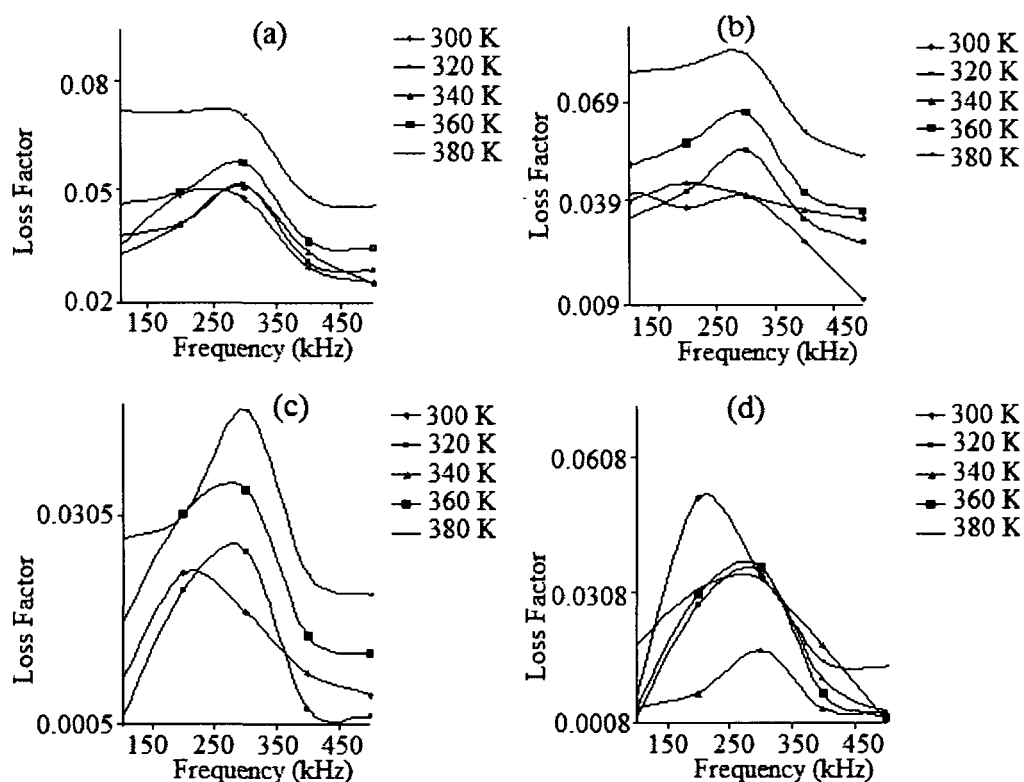 (a)
300 K
320 K
340 K
360 K
380 K
0.08
0.05
0.02
Loss Factor
150 250 350 450
Frequency (kHz)
(b)
300 K
320 K
340 K
360 K
380 K
0.069
0.039
0.009
Loss Factor
150 250 350 450
Frequency (kHz)
(c)
300 K
320 K
340 K
360 K
380 K
0.0305
0.0005
Loss Factor
150 250 350 450
Frequency (kHz)
(d)
300 K
320 K
340 K
360 K
380 K
0.0608
0.0308
0.0008
Loss Factor
150 250 350 450
Frequency (kHz)